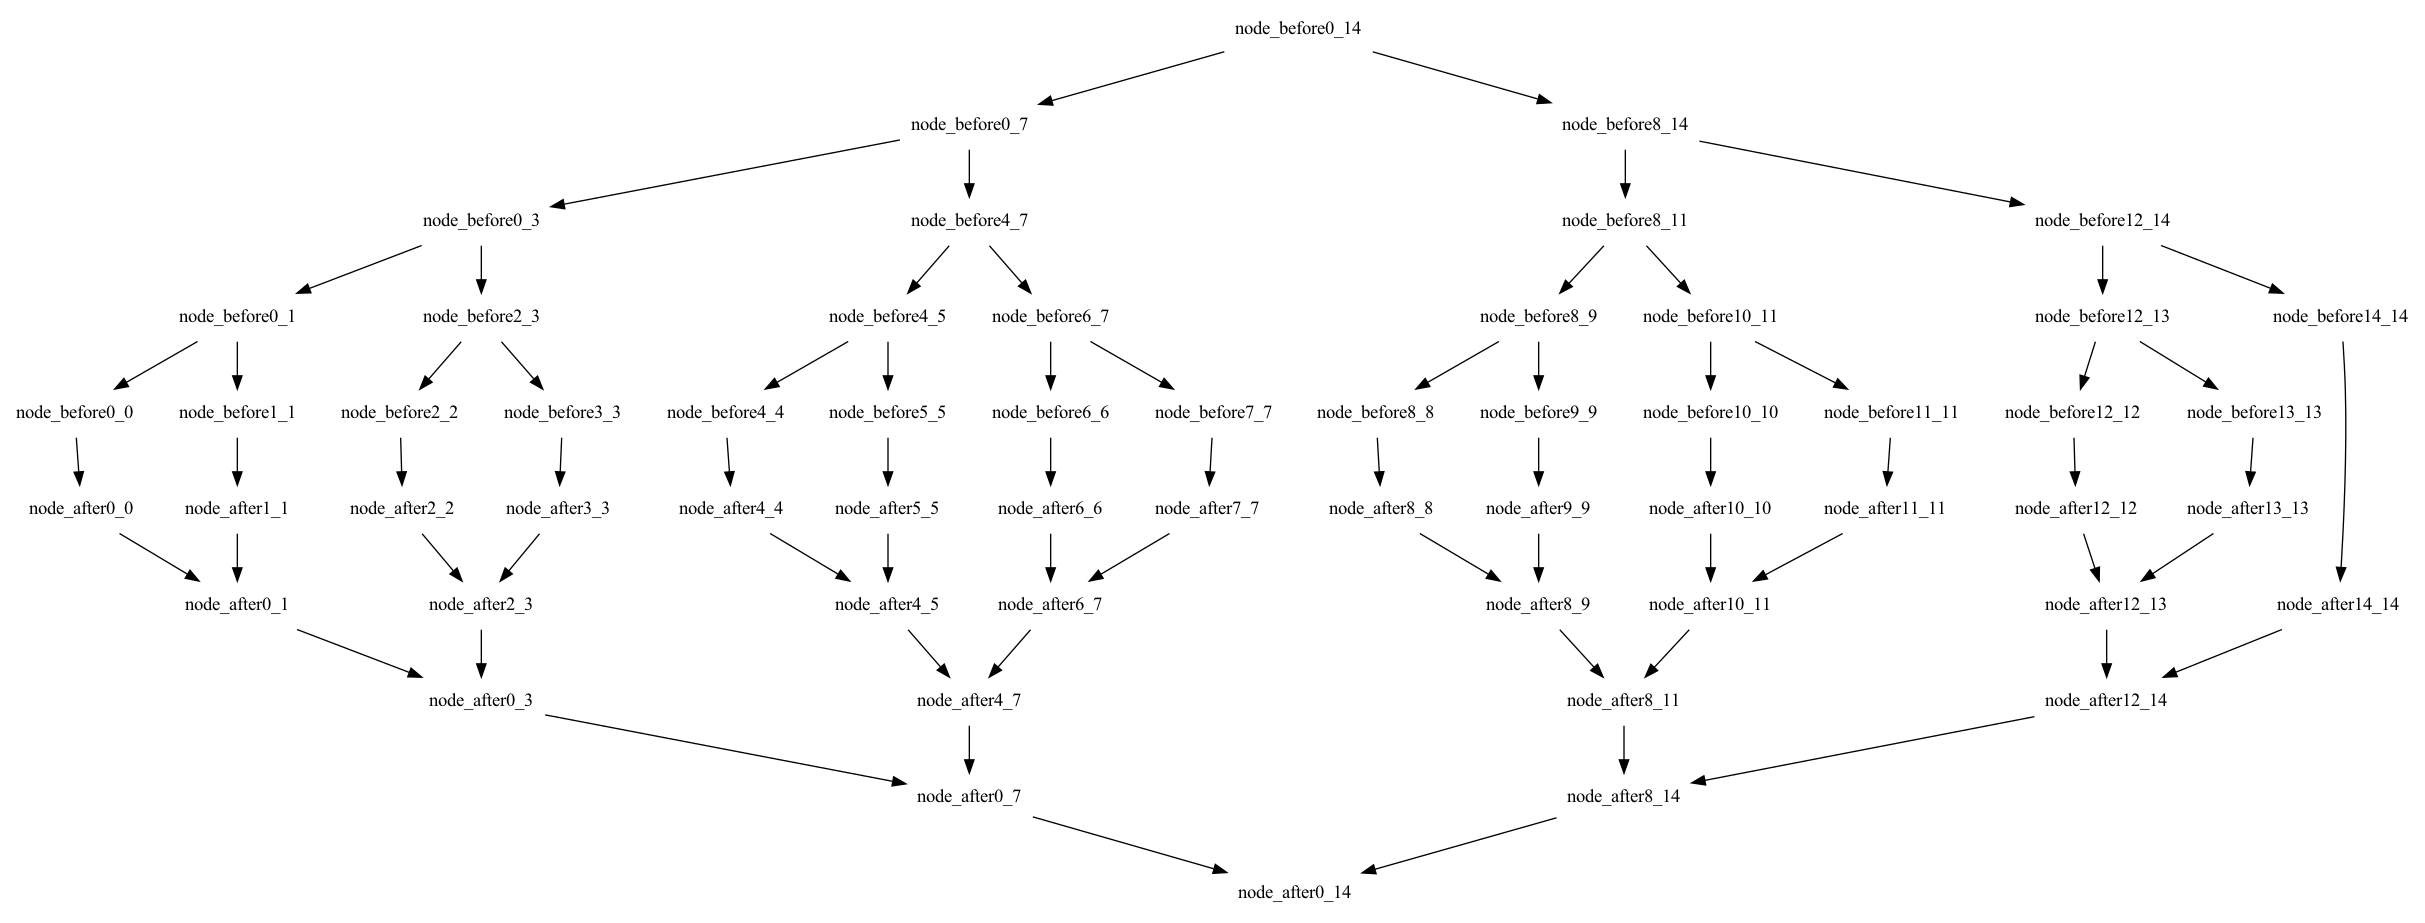 node_before0_14
node_before0_7 node_before8_14
node_before0_3 node_before4_7 node_before8_11 node_before12_14
node_before0_1 node_before2_3 node_before4_5 node_before6_7 node_before8_9 node_before10_11 node_before12_13 node_before14_14
node_before0_0 node_before1_1 node_before2_2 node_before3_3 node_before4_4 node_before5_5 node_before6_6 node_before7_7 node_before8_8 node_before9_9 node_before10_10 node_before11_11 node_before12_12 node_before13_13
node_after0_0 node_after1_1 node_after2_2 node_after3_3 node_after4_4 node_after5_5 node_after6_6 node_after7_7 node_after8_8 node_after9_9 node_after10_10 node_after11_11 node_after12_12 node_after13_13
node_after0_1 node_after2_3 node_after4_5 node_after6_7 node_after8_9 node_after10_11 node_after12_13 node_after14_14
node_after0_3 node_after4_7 node_after8_11 node_after12_14
node_after0_7 node_after8_14
node_after0_14